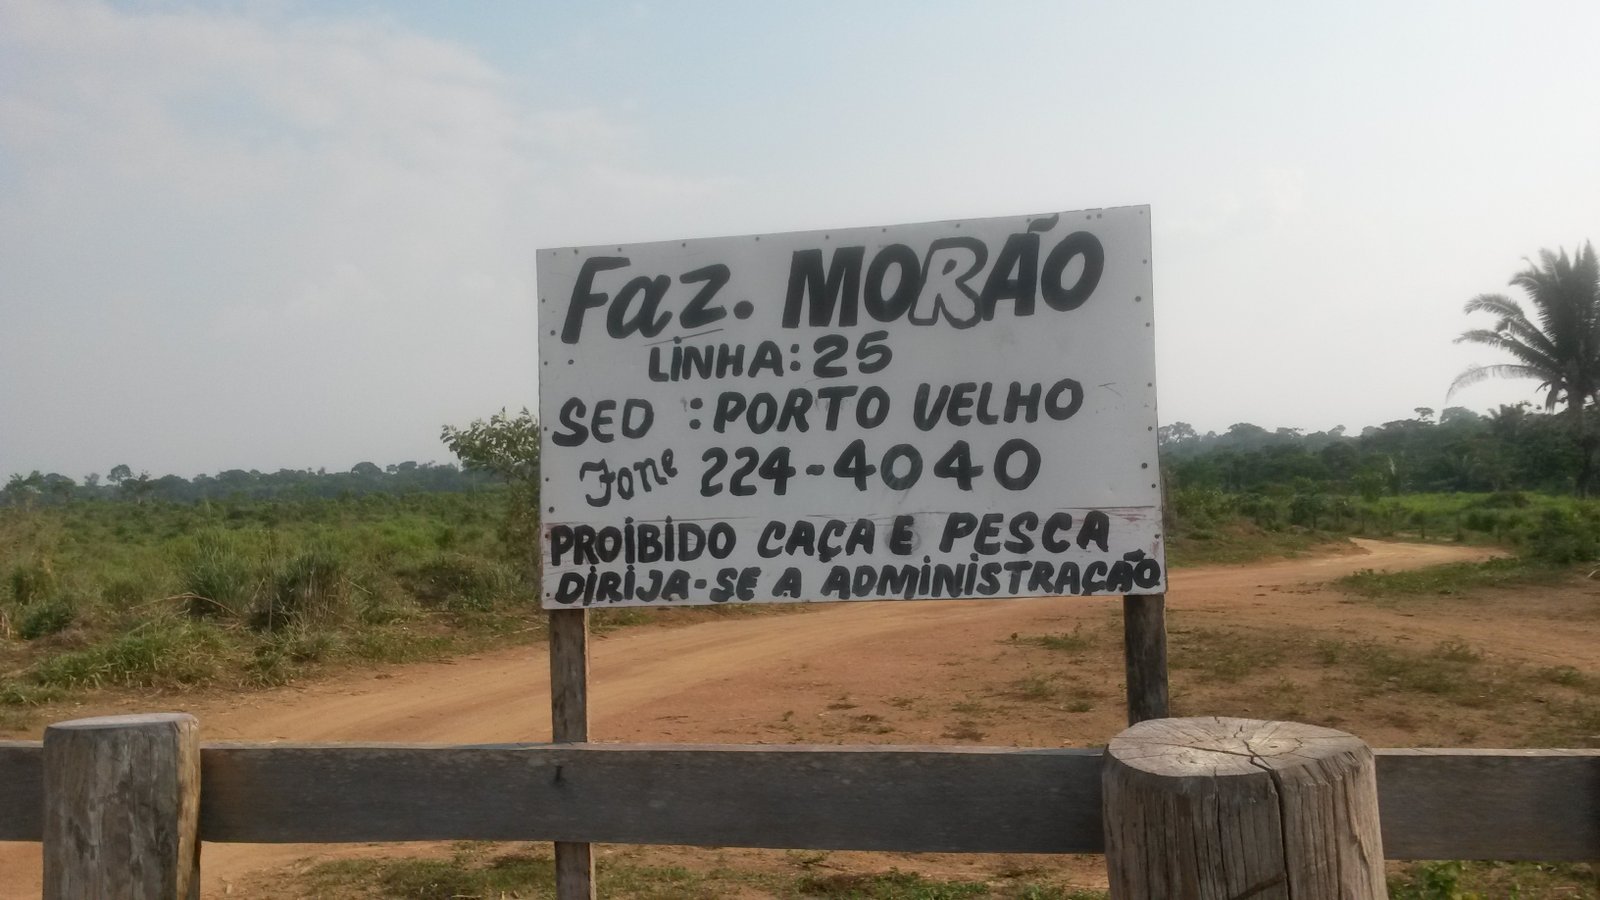 Faz. MORÃO
LINHA: 25
SED : PORTO VELHO
Fone 224-4040
PROIBIDO CAÇA E PESCA
DIRIJA-SE A ADMINISTRAÇÃO